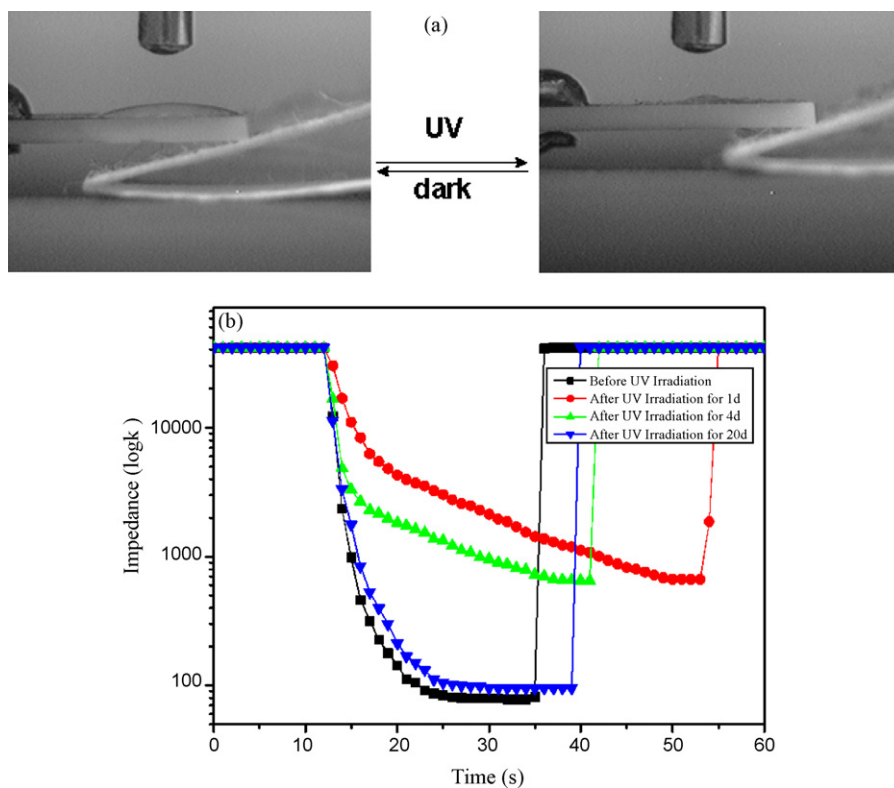 (a)
UV
dark
(b)
Impedance (logk)
10000
1000
100
Before UV Irradiation
After UV Irradiation for 1d
After UV Irradiation for 4d
After UV Irradiation for 20d
0 10 20 30 40 50 60
Time (s)